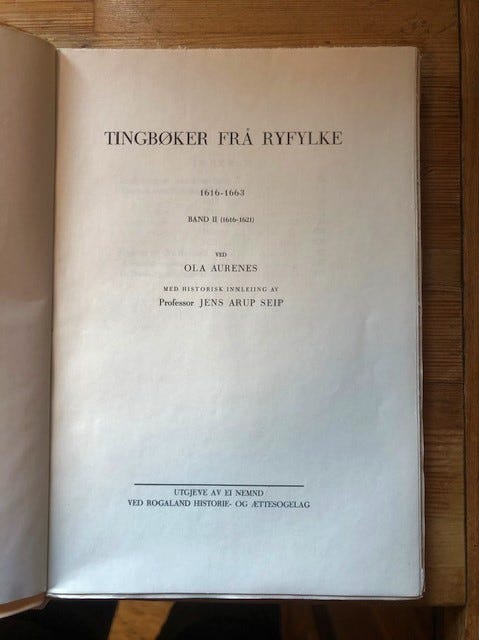 TINGBØKER FRÅ RYFYLKE
1616-1663
BAND II (1616-1621)
VED
OLA AURENES
MED HISTORISK INNLEIING AV
Professor JENS ARUP SEIP
UTGJEVE AV EI NEMND
VED ROGALAND HISTORIE- OG ÆTTESOGELAG